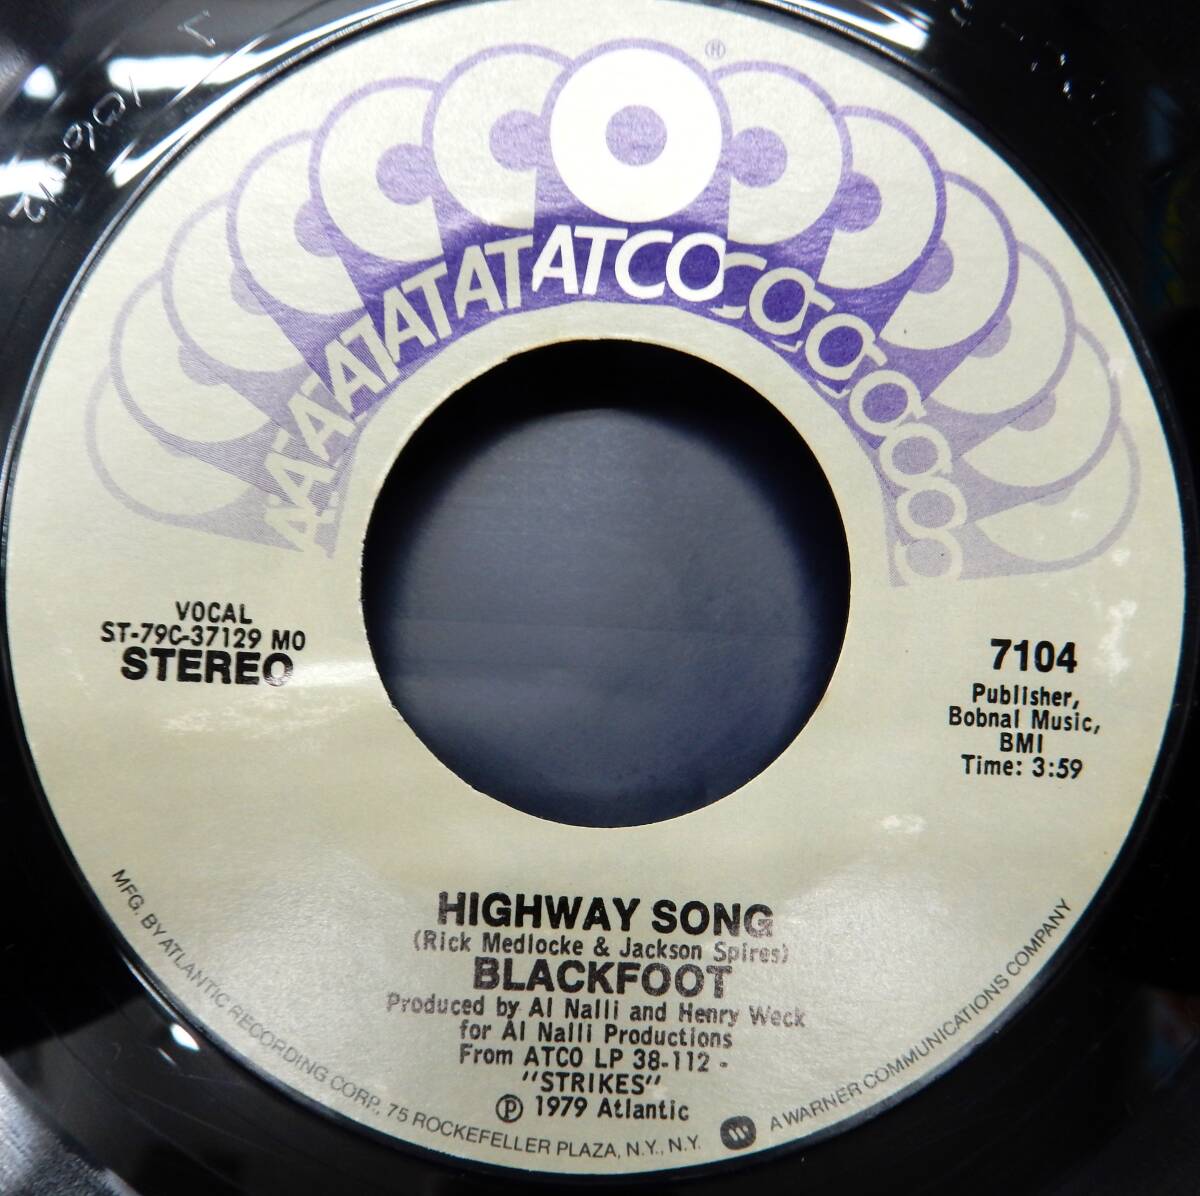 ATCO
®
VOCAL
ST-79C-37129 MO
STEREO
7104
Publisher,
Bobnal Music,
BMI
Time: 3:59
HIGHWAY SONG
(Rick Medlocke & Jackson Spires)
BLACKFOOT
Produced by Al Nalli and Henry Weck
for Al Nalli Productions
From ATCO LP 38-112 -
"STRIKES"
℗ 1979 Atlantic
MFG. BY ATLANTIC RECORDING CORP., 75 ROCKEFELLER PLAZA, N.Y., N.Y. A WARNER COMMUNICATIONS COMPANY